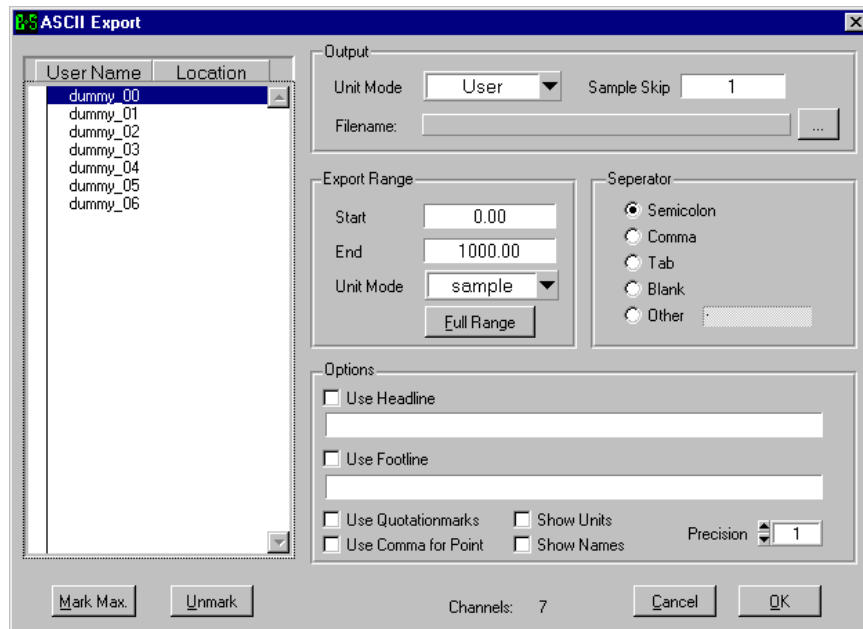 ASCII Export
User Name Location
dummy_00
dummy_01
dummy_02
dummy_03
dummy_04
dummy_05
dummy_06
Output
Unit Mode User Sample Skip 1
Filename: ...
Export Range
Start 0.00
End 1000.00
Unit Mode sample
Full Range
Seperator
Semicolon
Comma
Tab
Blank
Other
Options
Use Headline
Use Footline
Use Quotationmarks Show Units
Use Comma for Point Show Names
Precision 1
Mark Max. Unmark Channels: 7 Cancel OK